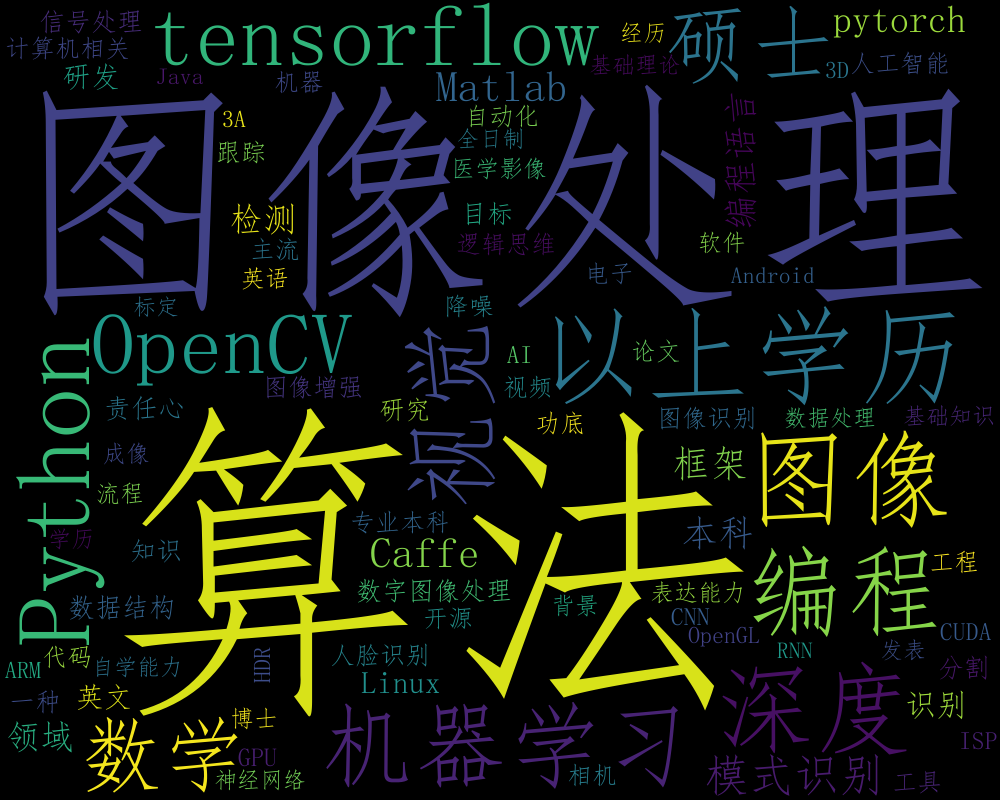 信号处理
tensorflow
经历
硕士
pytorch
计算机相关
研发
Java
机器
Matlab
基础理论
3D
人工智能
图像处理
3A
跟踪
自动化
全日制
医学影像
编程语言
检测
目标
主流
逻辑思维
软件
英语
电子
Android
标定
降噪
OpenCV
Python
视觉
以上学历
AI
论文
图像增强
视频
责任心
研究
功底
图像识别
数据处理
基础知识
算法
成像
框架
图像
流程
专业本科
本科
学历
知识
Caffe
编程
工程
数字图像处理
表达能力
数据结构
开源
背景
CNN
OpenGL
CUDA
RNN
发表
代码
ARM
自学能力
HDR
人脸识别
Linux
深度
分割
一种
英文
识别
领域
数学
博士
机器学习
GPU
神经网络
相机
模式识别
ISP
工具